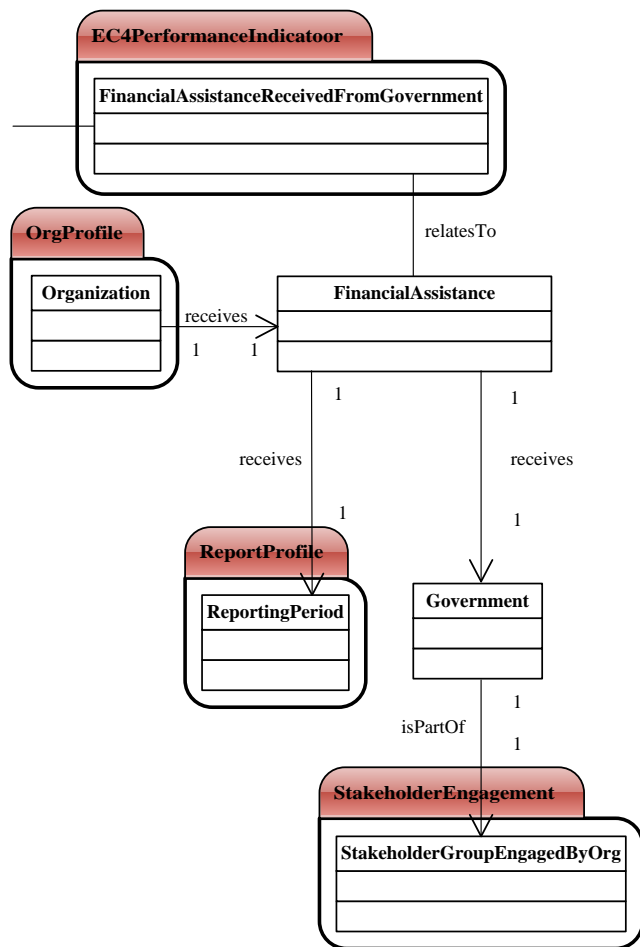 EC4PerformanceIndicatoor
FinancialAssistanceReceivedFromGovernment
relatesTo
OrgProfile
Organization
receives
1
1
FinancialAssistance
1
1
receives
receives
1
1
ReportProfile
ReportingPeriod
Government
1
isPartOf
1
StakeholderEngagement
StakeholderGroupEngagedByOrg